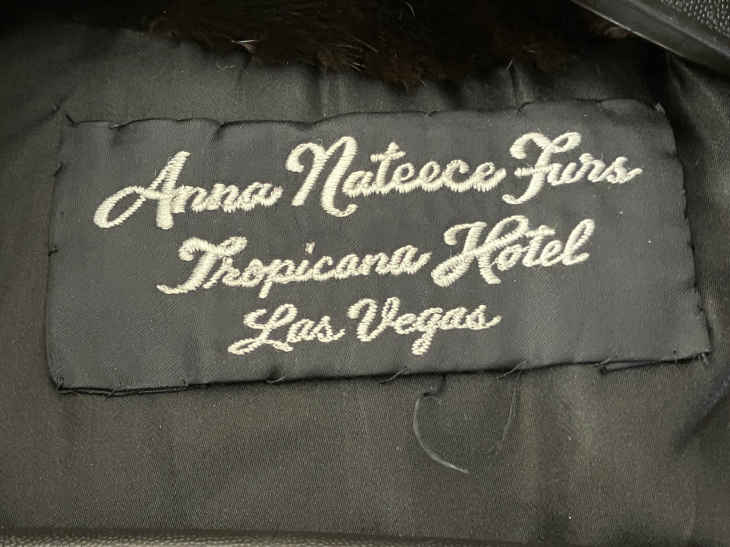 Anna Nateece Furs
Tropicana Hotel
Las Vegas